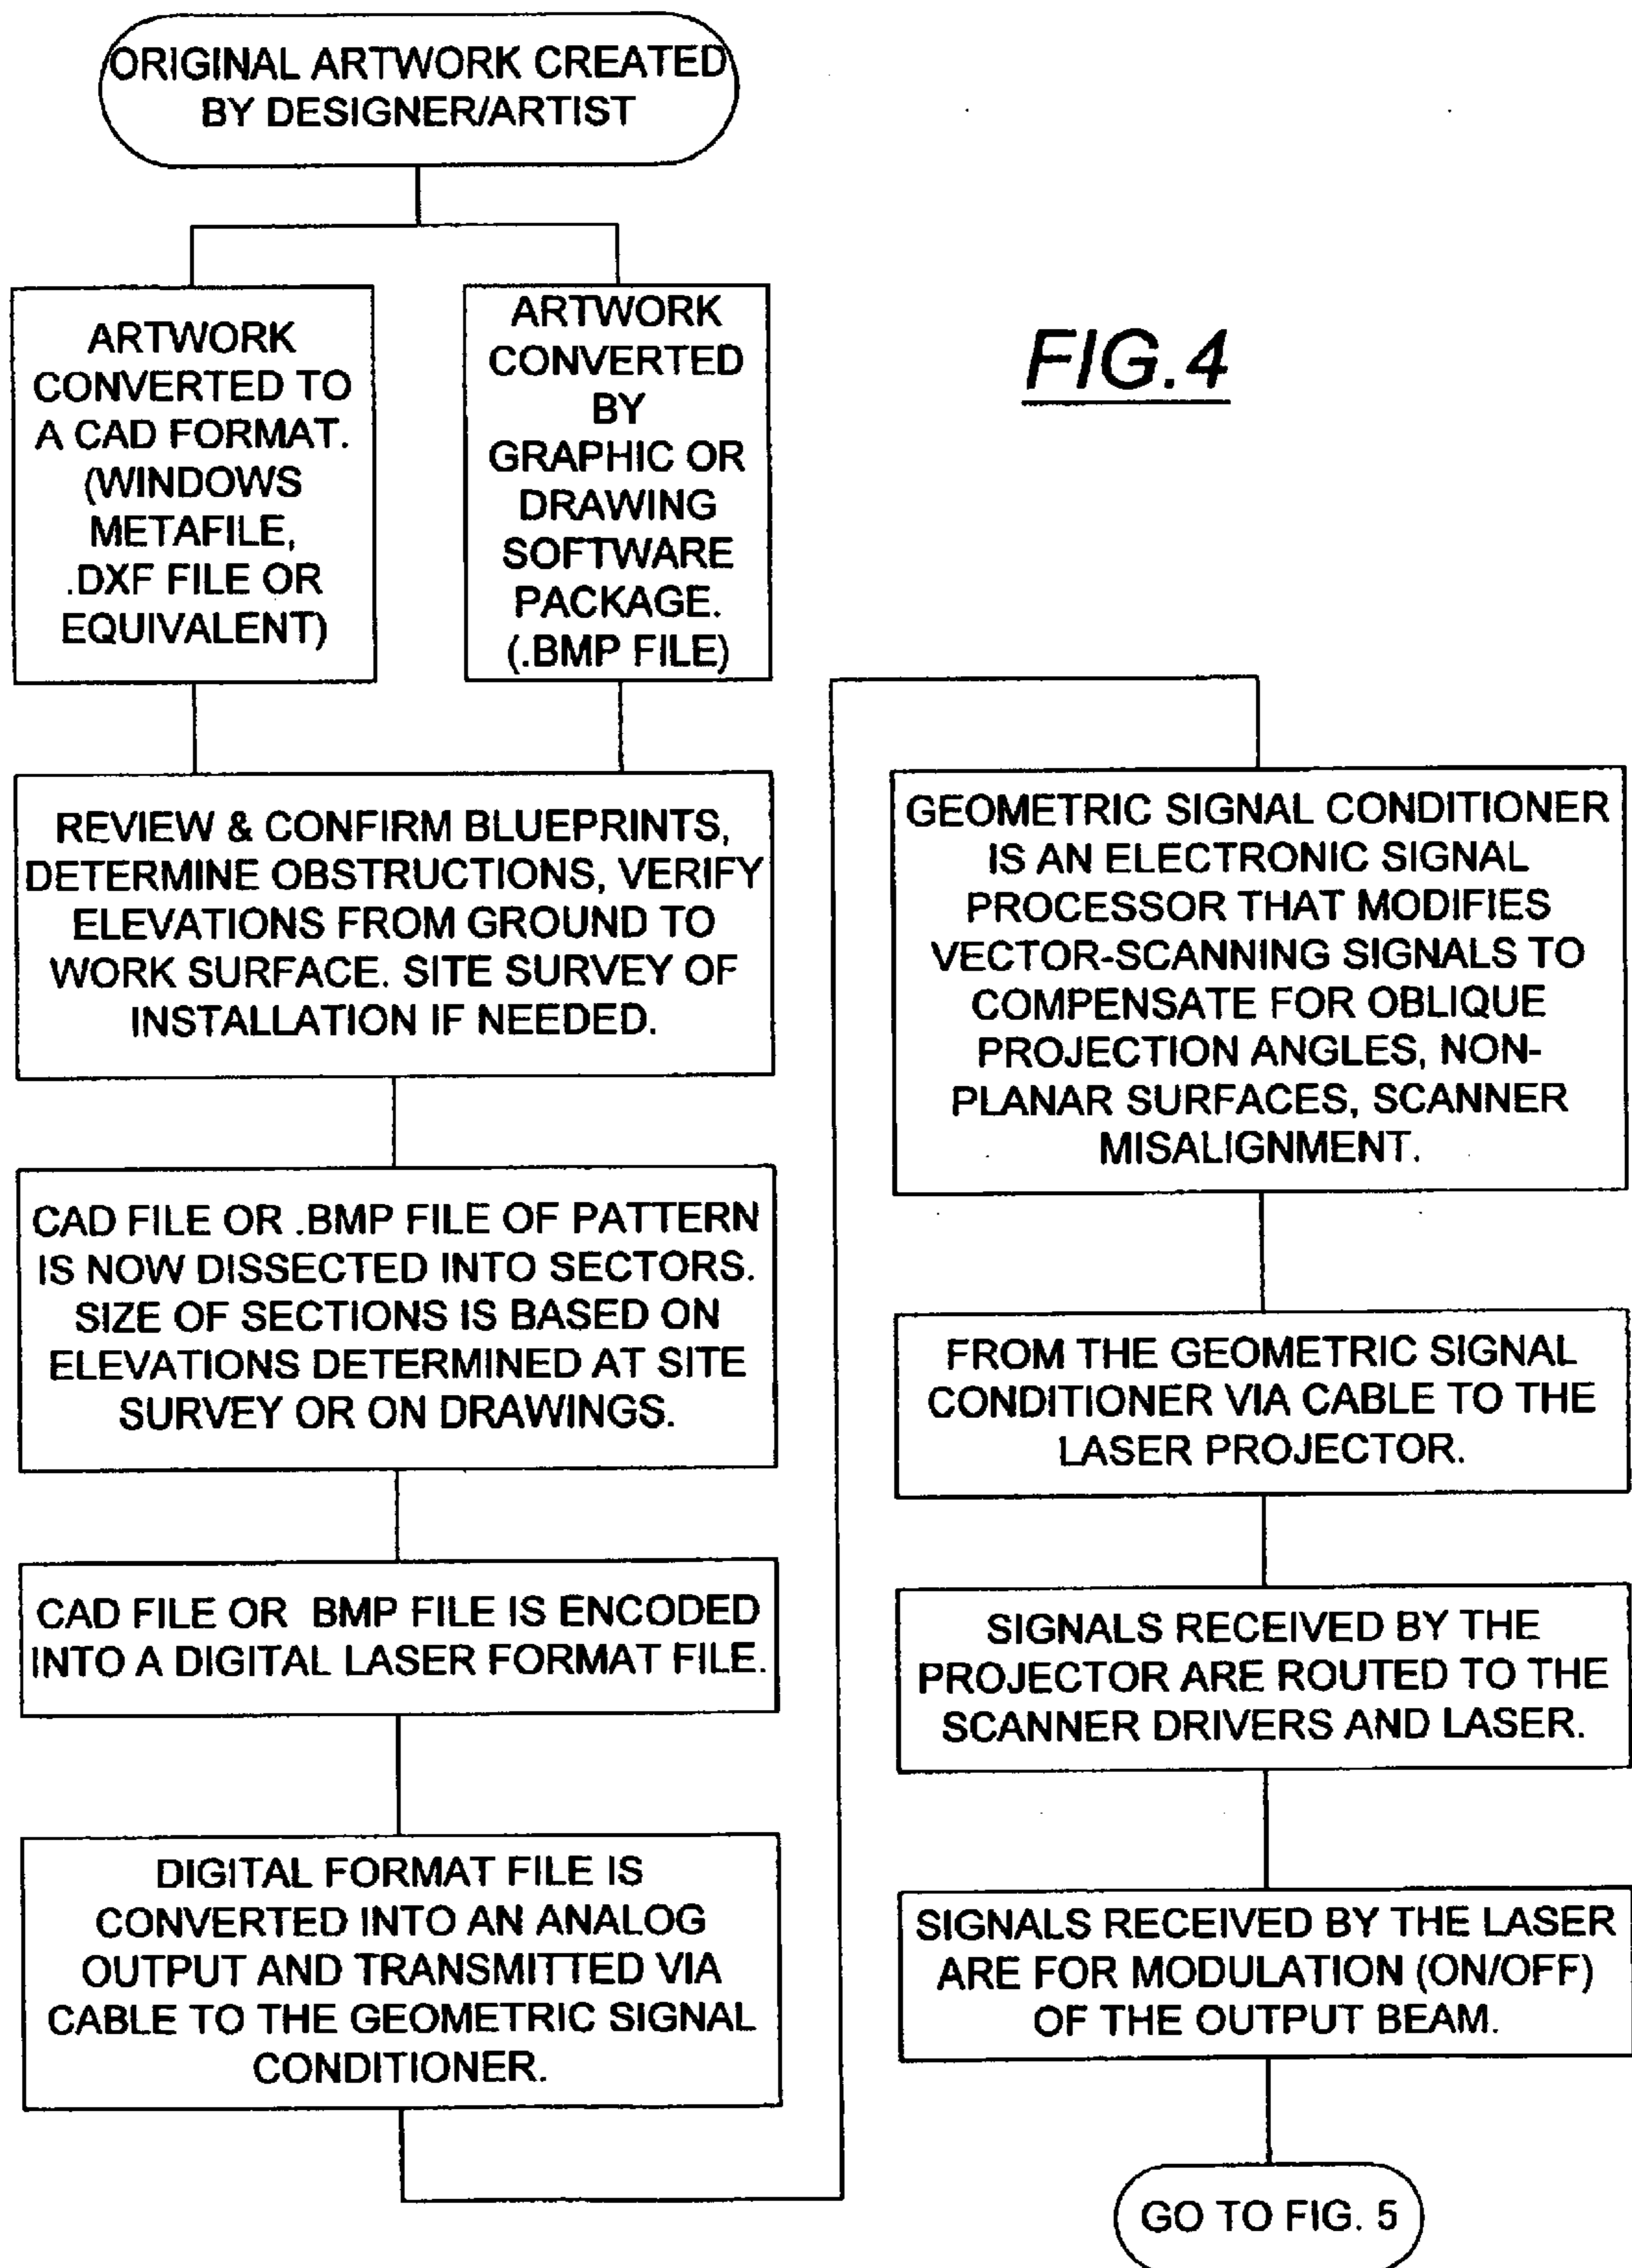 ORIGINAL ARTWORK CREATED
BY DESIGNER/ARTIST
ARTWORK
CONVERTED TO
A CAD FORMAT.
(WINDOWS
METAFILE,
.DXF FILE OR
EQUIVALENT)
ARTWORK
CONVERTED
BY
GRAPHIC OR
DRAWING
SOFTWARE
PACKAGE.
(.BMP FILE)
FIG.4
REVIEW & CONFIRM BLUEPRINTS,
DETERMINE OBSTRUCTIONS, VERIFY
ELEVATIONS FROM GROUND TO
WORK SURFACE. SITE SURVEY OF
INSTALLATION IF NEEDED.
CAD FILE OR .BMP FILE OF PATTERN
IS NOW DISSECTED INTO SECTORS.
SIZE OF SECTIONS IS BASED ON
ELEVATIONS DETERMINED AT SITE
SURVEY OR ON DRAWINGS.
CAD FILE OR BMP FILE IS ENCODED
INTO A DIGITAL LASER FORMAT FILE.
DIGITAL FORMAT FILE IS
CONVERTED INTO AN ANALOG
OUTPUT AND TRANSMITTED VIA
CABLE TO THE GEOMETRIC SIGNAL
CONDITIONER.
GEOMETRIC SIGNAL CONDITIONER
IS AN ELECTRONIC SIGNAL
PROCESSOR THAT MODIFIES
VECTOR-SCANNING SIGNALS TO
COMPENSATE FOR OBLIQUE
PROJECTION ANGLES, NON-
PLANAR SURFACES, SCANNER
MISALIGNMENT.
FROM THE GEOMETRIC SIGNAL
CONDITIONER VIA CABLE TO THE
LASER PROJECTOR.
SIGNALS RECEIVED BY THE
PROJECTOR ARE ROUTED TO THE
SCANNER DRIVERS AND LASER.
SIGNALS RECEIVED BY THE LASER
ARE FOR MODULATION (ON/OFF)
OF THE OUTPUT BEAM.
GO TO FIG. 5